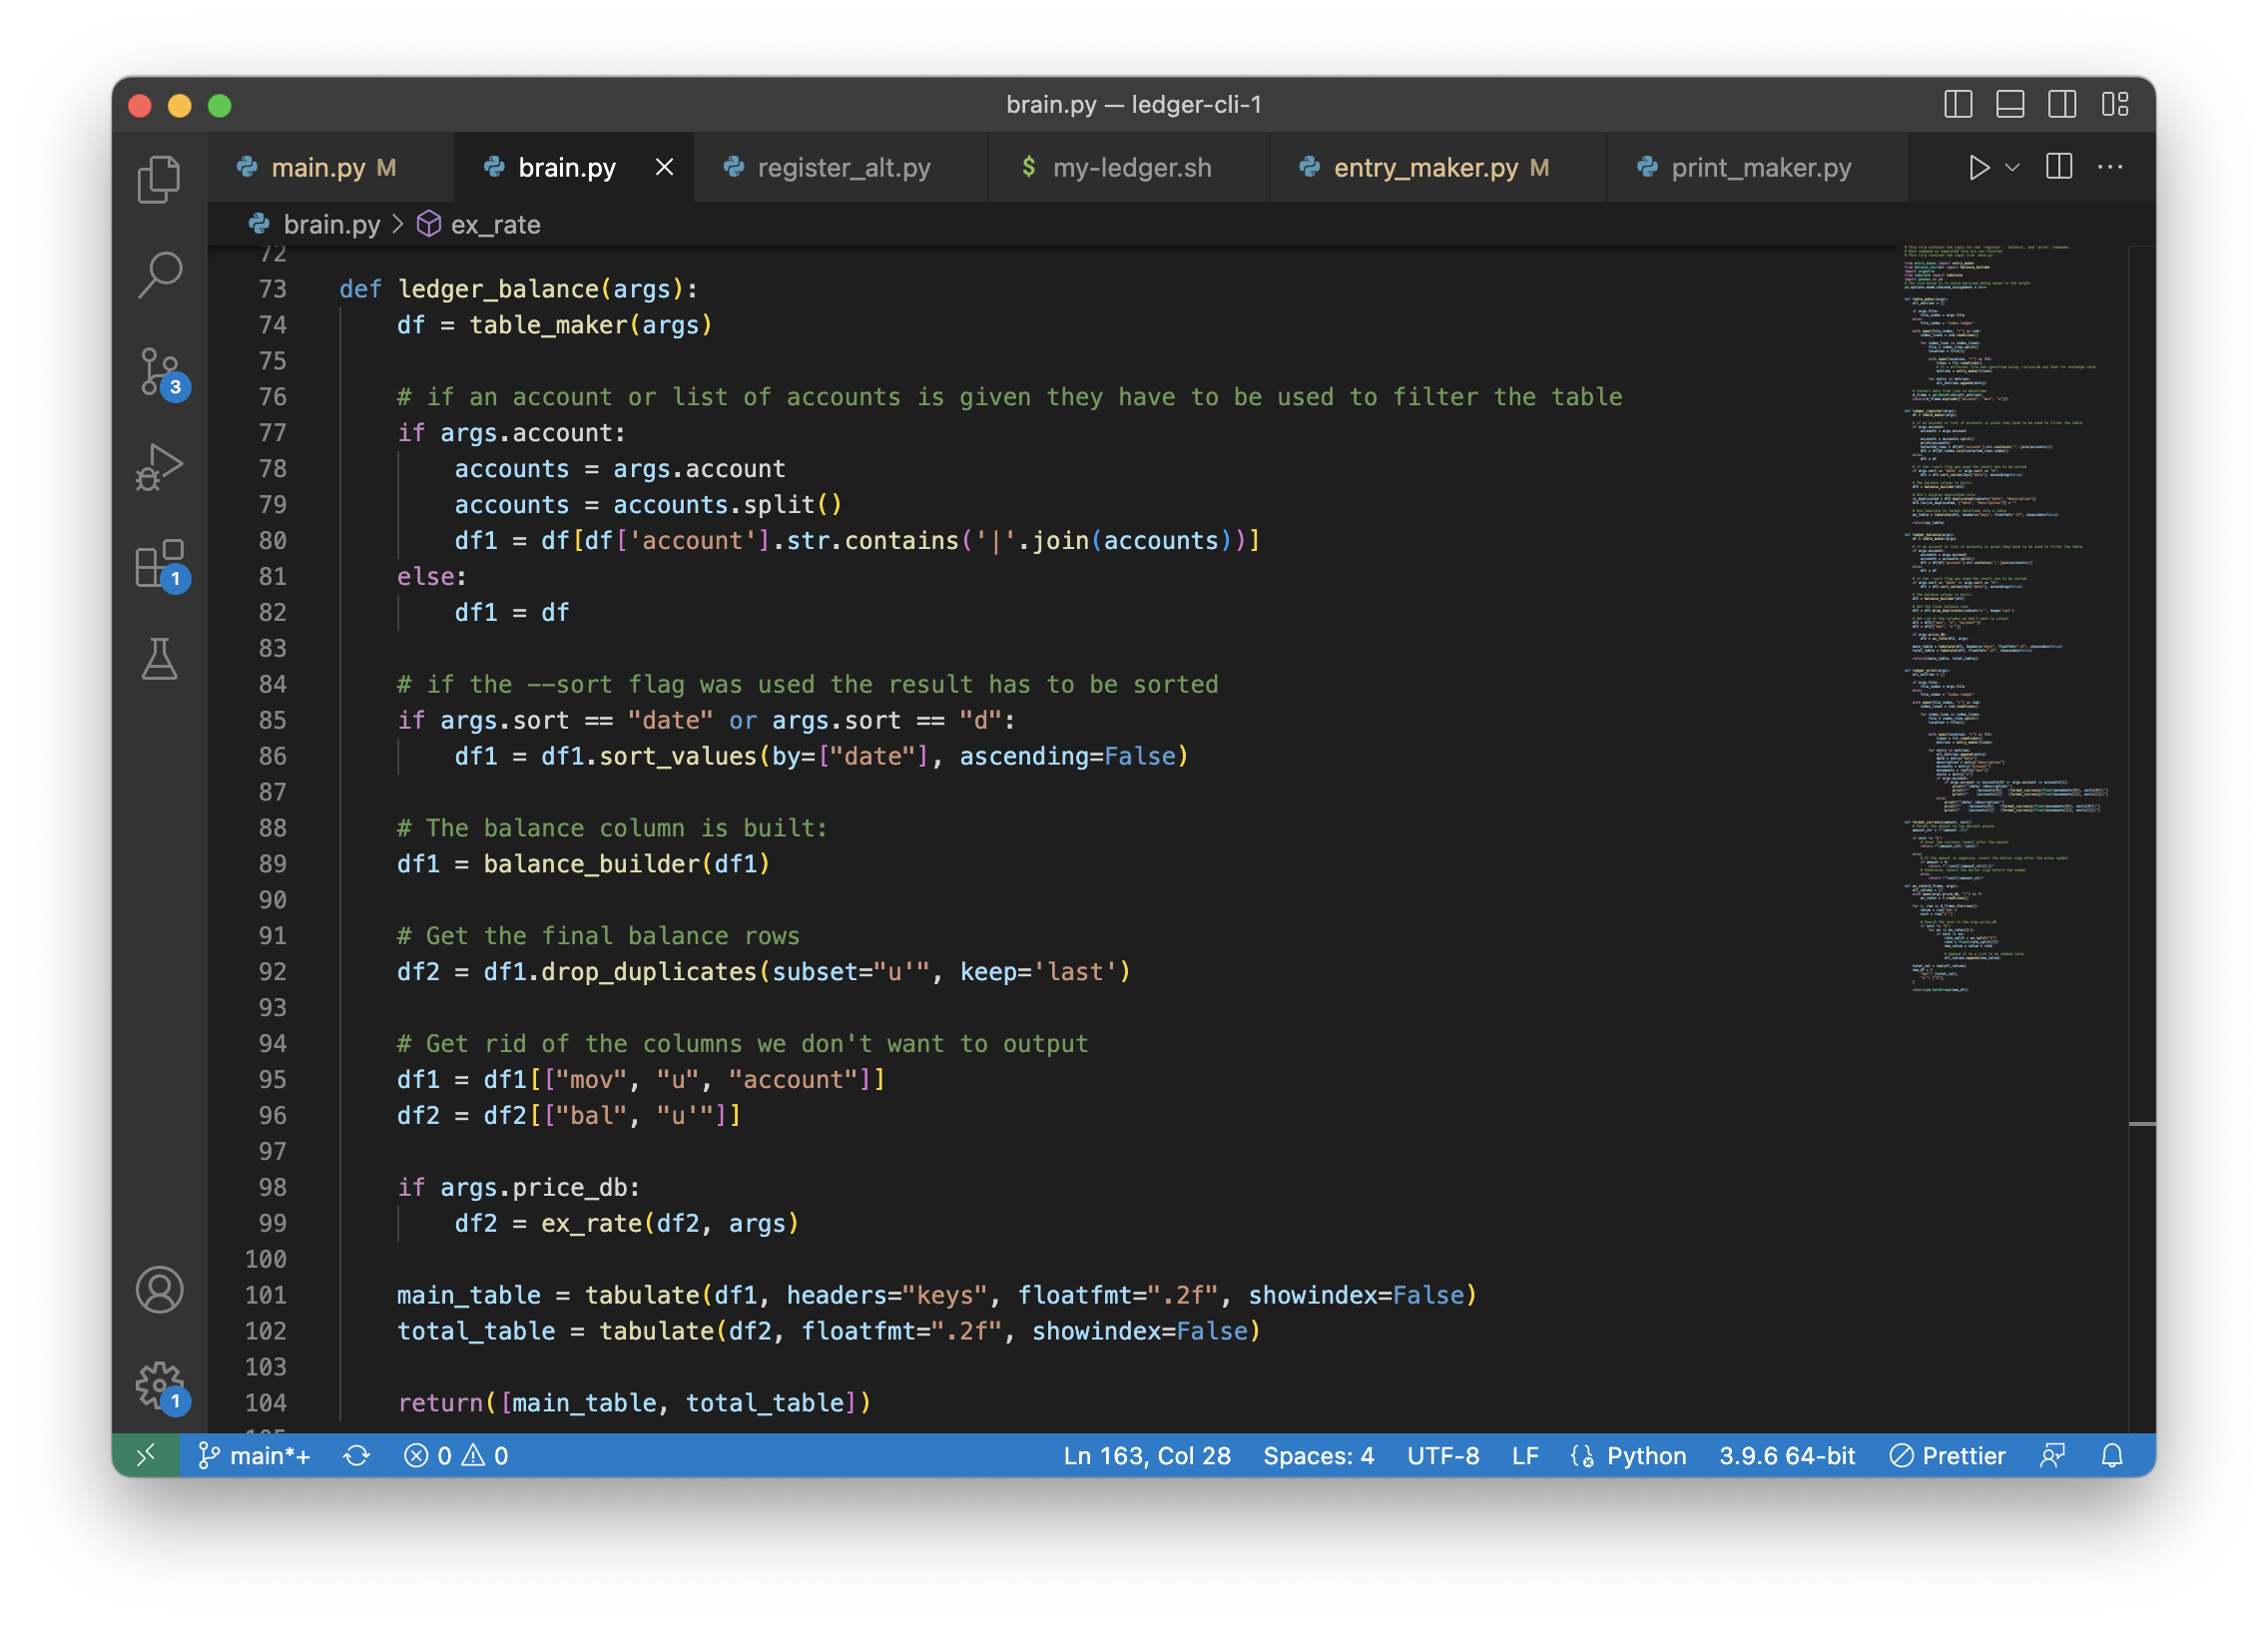 brain.py — ledger-cli-1
main.py M
brain.py
register_alt.py
$ my-ledger.sh
entry_maker.py M
print_maker.py
brain.py > ex_rate
72
73 def ledger_balance(args):
74     df = table_maker(args)
75
76     # if an account or list of accounts is given they have to be used to filter the table
77     if args.account:
78         accounts = args.account
79         accounts = accounts.split()
80         df1 = df[df['account'].str.contains('|'.join(accounts))]
81     else:
82         df1 = df
83
84     # if the --sort flag was used the result has to be sorted
85     if args.sort == "date" or args.sort == "d":
86         df1 = df1.sort_values(by=["date"], ascending=False)
87
88     # The balance column is built:
89     df1 = balance_builder(df1)
90
91     # Get the final balance rows
92     df2 = df1.drop_duplicates(subset="u'", keep='last')
93
94     # Get rid of the columns we don't want to output
95     df1 = df1[["mov", "u", "account"]]
96     df2 = df2[["bal", "u'"]]
97
98     if args.price_db:
99         df2 = ex_rate(df2, args)
100
101     main_table = tabulate(df1, headers="keys", floatfmt=".2f", showindex=False)
102     total_table = tabulate(df2, floatfmt=".2f", showindex=False)
103
104     return([main_table, total_table])
3
1
1
main*+ 0 0 Ln 163, Col 28 Spaces: 4 UTF-8 LF Python 3.9.6 64-bit Prettier